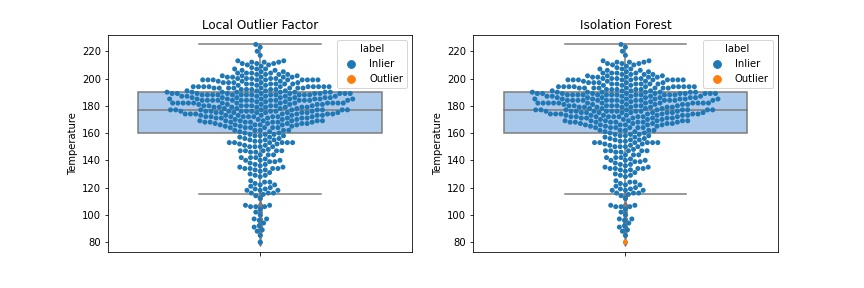 Local Outlier Factor
Temperature
220
200
180
160
140
120
100
80
label
Inlier
Outlier
Isolation Forest
Temperature
220
200
180
160
140
120
100
80
label
Inlier
Outlier